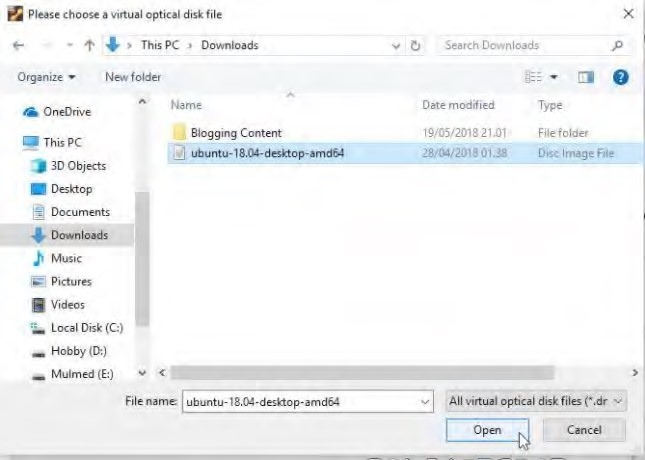 Please choose a virtual optical disk file
This PC > Downloads
Search Downloads
Organize
New folder
OneDrive
This PC
3D Objects
Desktop
Documents
Downloads
Music
Pictures
Videos
Local Disk (C:)
Hobby (D:)
Mulmed (E:)
Name Date modified Type
Blogging Content 19/05/2018 21.01 File folder
ubuntu-18.04-desktop-amd64 28/04/2018 01.38 Disc Image File
File name: ubuntu-18.04-desktop-amd64
All virtual optical disk files (*.dr
Open
Cancel